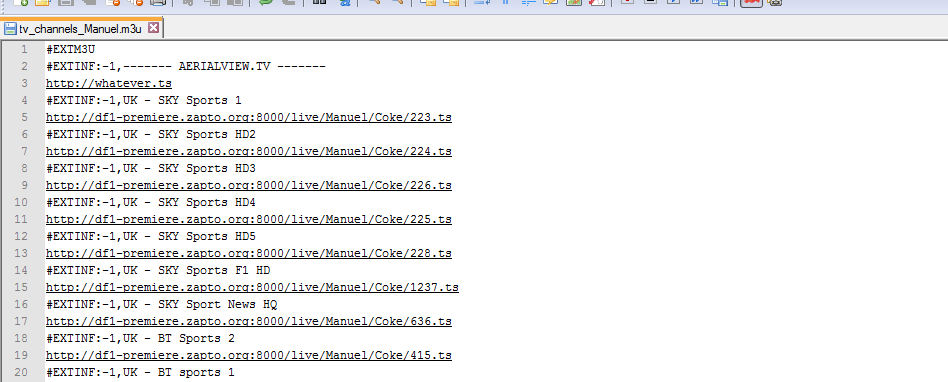 tv_channels_Manuel.m3u
1 #EXTM3U
2 #EXTINF:-1,------- AERIALVIEW.TV -------
3 http://whatever.ts
4 #EXTINF:-1,UK - SKY Sports 1
5 http://df1-premiere.zapto.org:8000/live/Manuel/Coke/223.ts
6 #EXTINF:-1,UK - SKY Sports HD2
7 http://df1-premiere.zapto.org:8000/live/Manuel/Coke/224.ts
8 #EXTINF:-1,UK - SKY Sports HD3
9 http://df1-premiere.zapto.org:8000/live/Manuel/Coke/226.ts
10 #EXTINF:-1,UK - SKY Sports HD4
11 http://df1-premiere.zapto.org:8000/live/Manuel/Coke/225.ts
12 #EXTINF:-1,UK - SKY Sports HD5
13 http://df1-premiere.zapto.org:8000/live/Manuel/Coke/228.ts
14 #EXTINF:-1,UK - SKY Sports F1 HD
15 http://df1-premiere.zapto.org:8000/live/Manuel/Coke/1237.ts
16 #EXTINF:-1,UK - SKY Sport News HQ
17 http://df1-premiere.zapto.org:8000/live/Manuel/Coke/636.ts
18 #EXTINF:-1,UK - BT Sports 2
19 http://df1-premiere.zapto.org:8000/live/Manuel/Coke/415.ts
20 #EXTINF:-1,UK - BT sports 1